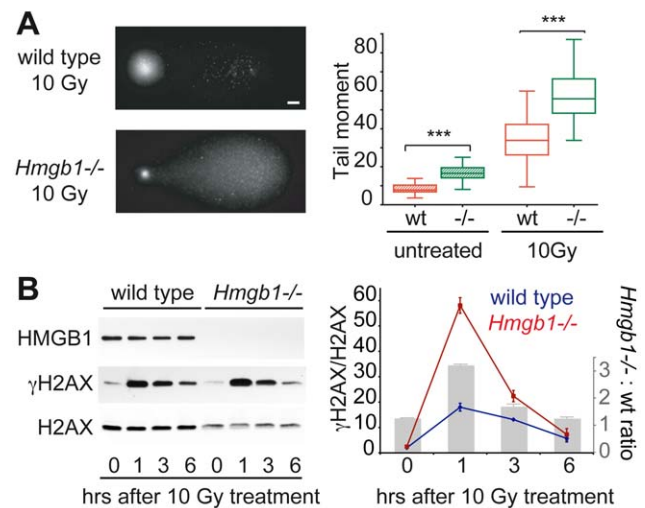 A
wild type
10 Gy
Hmgb1-/-
10 Gy
Tail moment
80
60
40
20
0
***
***
wt -/- wt -/-
untreated 10Gy
B
wild type Hmgb1-/-
HMGB1
γH2AX
H2AX
0 1 3 6 0 1 3 6
hrs after 10 Gy treatment
γH2AX/H2AX
60
50
40
30
20
10
0
wild type
Hmgb1-/-
3
2
1
0
Hmgb1-/- : wt ratio
0 1 3 6
hrs after 10 Gy treatment